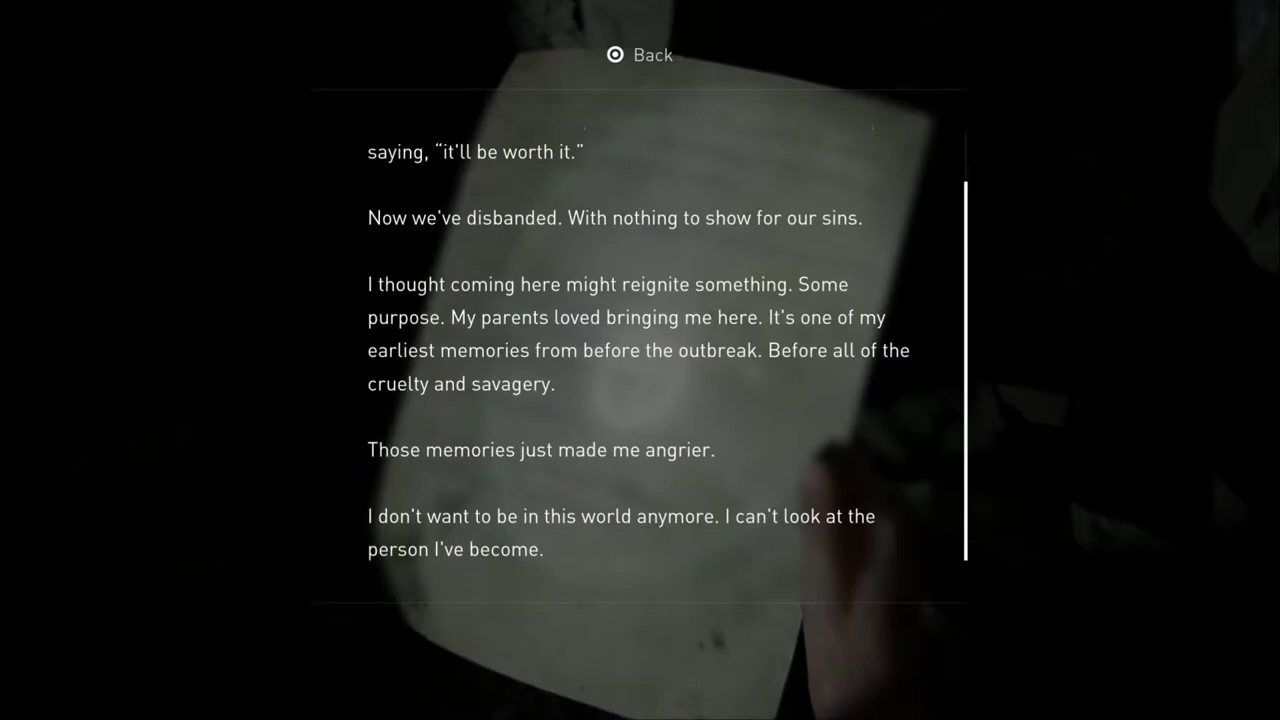 Back
saying, “it'll be worth it.”
Now we've disbanded. With nothing to show for our sins.
I thought coming here might reignite something. Some
purpose. My parents loved bringing me here. It's one of my
earliest memories from before the outbreak. Before all of the
cruelty and savagery.
Those memories just made me angrier.
I don't want to be in this world anymore. I can't look at the
person I've become.